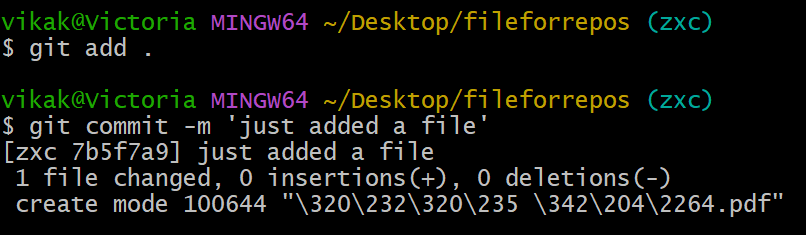 vikak@Victoria MINGW64 ~/Desktop/fileforrepos (zxc)
$ git add .
vikak@Victoria MINGW64 ~/Desktop/fileforrepos (zxc)
$ git commit -m 'just added a file'
[zxc 7b5f7a9] just added a file
 1 file changed, 0 insertions(+), 0 deletions(-)
 create mode 100644 "\320\232\320\235 \342\204\2264.pdf"